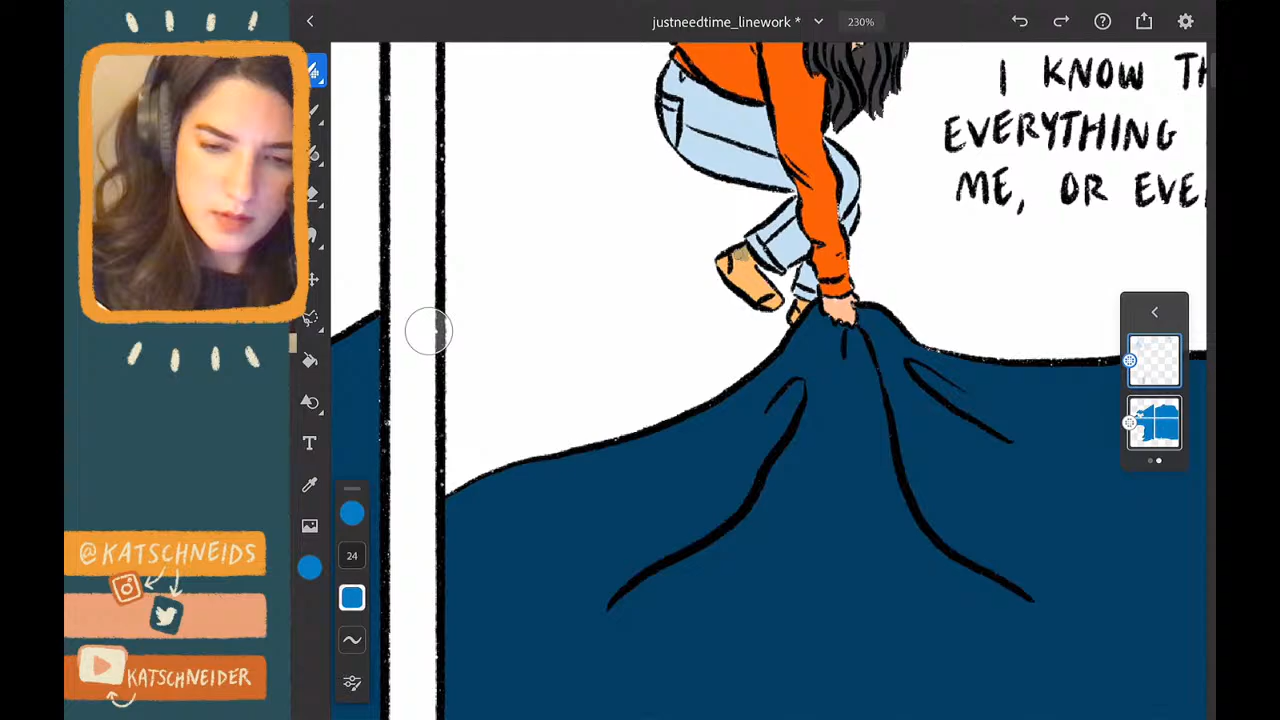 justneedtime_linework *
230%
I KNOW TH
EVERYTHING
ME, OR EVE
24
T
@KATSCHNEIDS
KATSCHNEIDER